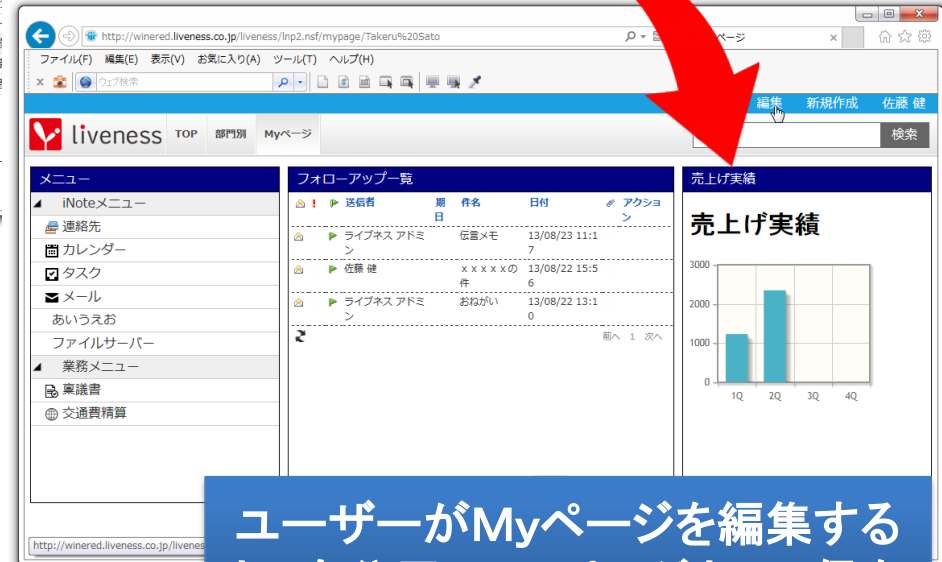 http://winered.liveness.co.jp/liveness/lnp2.nsf/mypage/Takeru%20Sato
ページ
ファイル(F) 編集(E) 表示(V) お気に入り(A) ツール(T) ヘルプ(H)
ウェブ検索
編集 新規作成 佐藤 健
liveness TOP 部門別 Myページ
検索
メニュー
iNoteメニュー
連絡先
カレンダー
タスク
メール
あいうえお
ファイルサーバー
業務メニュー
稟議書
交通費精算
フォローアップ一覧
送信者 期日 件名 日付 アクション
ライブネス アドミン 伝言メモ 13/08/23 11:17
佐藤 健 ｘｘｘｘｘの件 13/08/22 15:56
ライブネス アドミン おねがい 13/08/22 13:10
前へ 1 次へ
売上げ実績
売上げ実績
3000
2000
1000
0
1Q 2Q 3Q 4Q
ユーザーがMyページを編集する
http://winered.liveness.co.jp/livenes